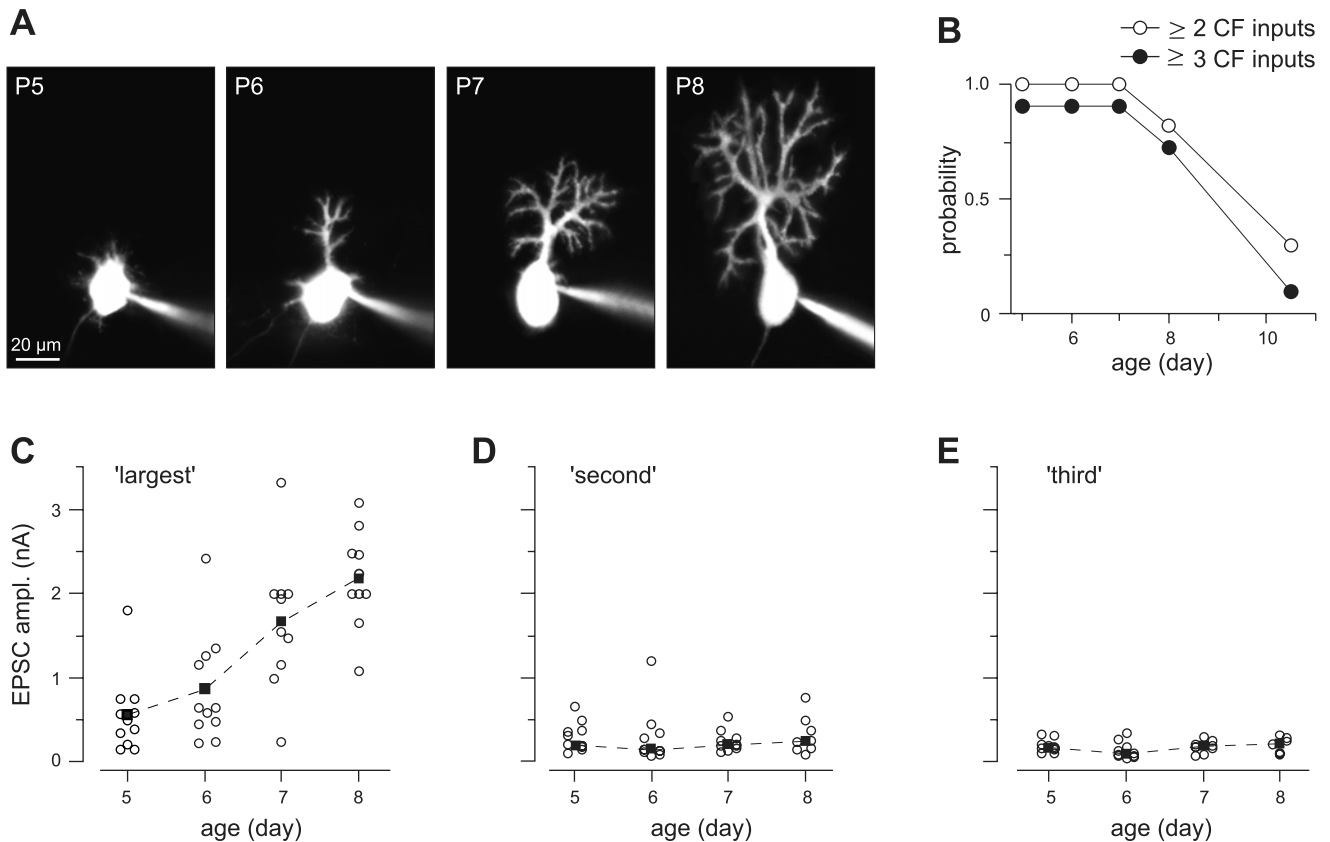 A
P5
P6
P7
P8
20 µm
B
≥ 2 CF inputs
≥ 3 CF inputs
1.0
0.5
0
probability
6
8
10
age (day)
C
'largest'
3
2
1
0
EPSC ampl. (nA)
5
6
7
8
age (day)
D
'second'
5
6
7
8
age (day)
E
'third'
5
6
7
8
age (day)